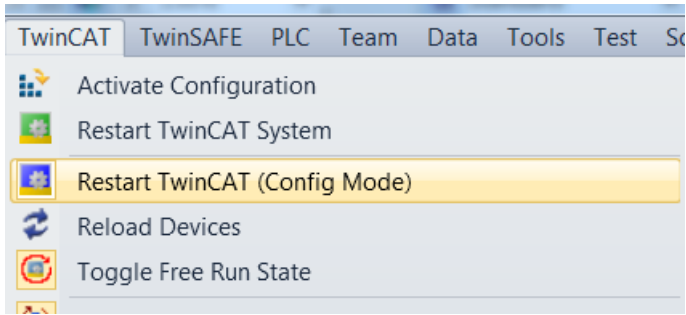 TwinCAT TwinSAFE PLC Team Data Tools Test
Activate Configuration
Restart TwinCAT System
Restart TwinCAT (Config Mode)
Reload Devices
Toggle Free Run State